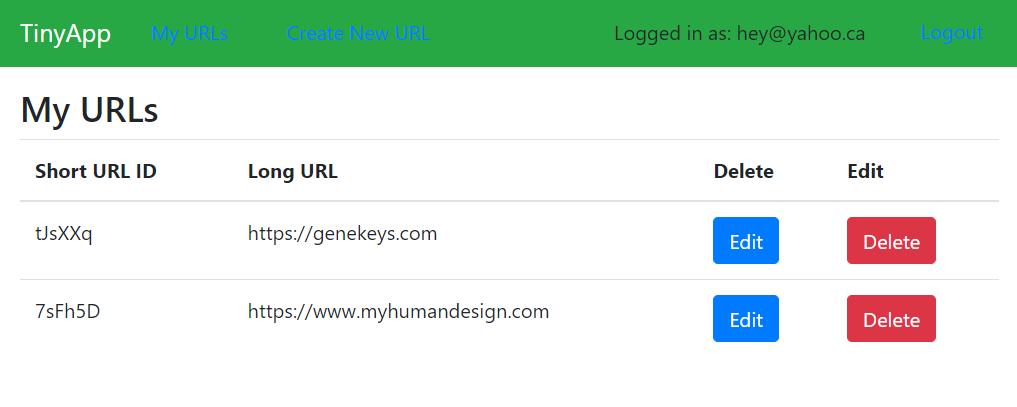 TinyApp My URLs Create New URL Logged in as: hey@yahoo.ca Logout
My URLs
Short URL ID Long URL Delete Edit
tJsXXq https://genekeys.com Edit Delete
7sFh5D https://www.myhumandesign.com Edit Delete